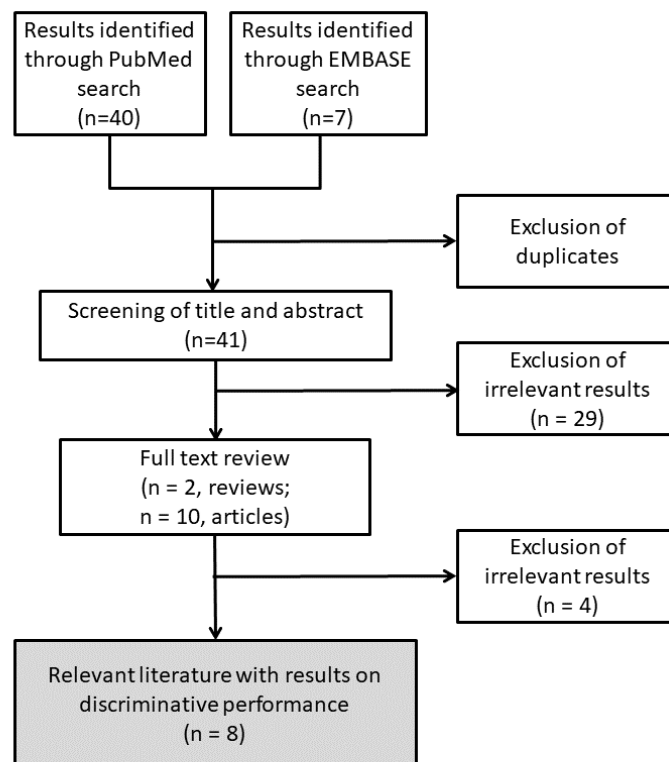 Results identified
through PubMed
search
(n=40)
Results identified
through EMBASE
search
(n=7)
Exclusion of
duplicates
Screening of title and abstract
(n=41)
Exclusion of
irrelevant results
(n = 29)
Full text review
(n = 2, reviews;
n = 10, articles)
Exclusion of
irrelevant results
(n = 4)
Relevant literature with results on
discriminative performance
(n = 8)